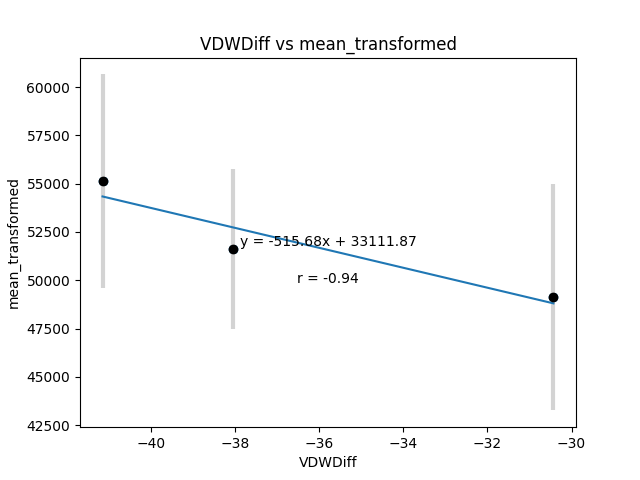 VDWDiff vs mean_transformed
60000
57500
55000
52500
50000
47500
45000
42500
mean_transformed
y = -515.68x + 33111.87
r = -0.94
−40
−38
−36
−34
−32
−30
VDWDiff